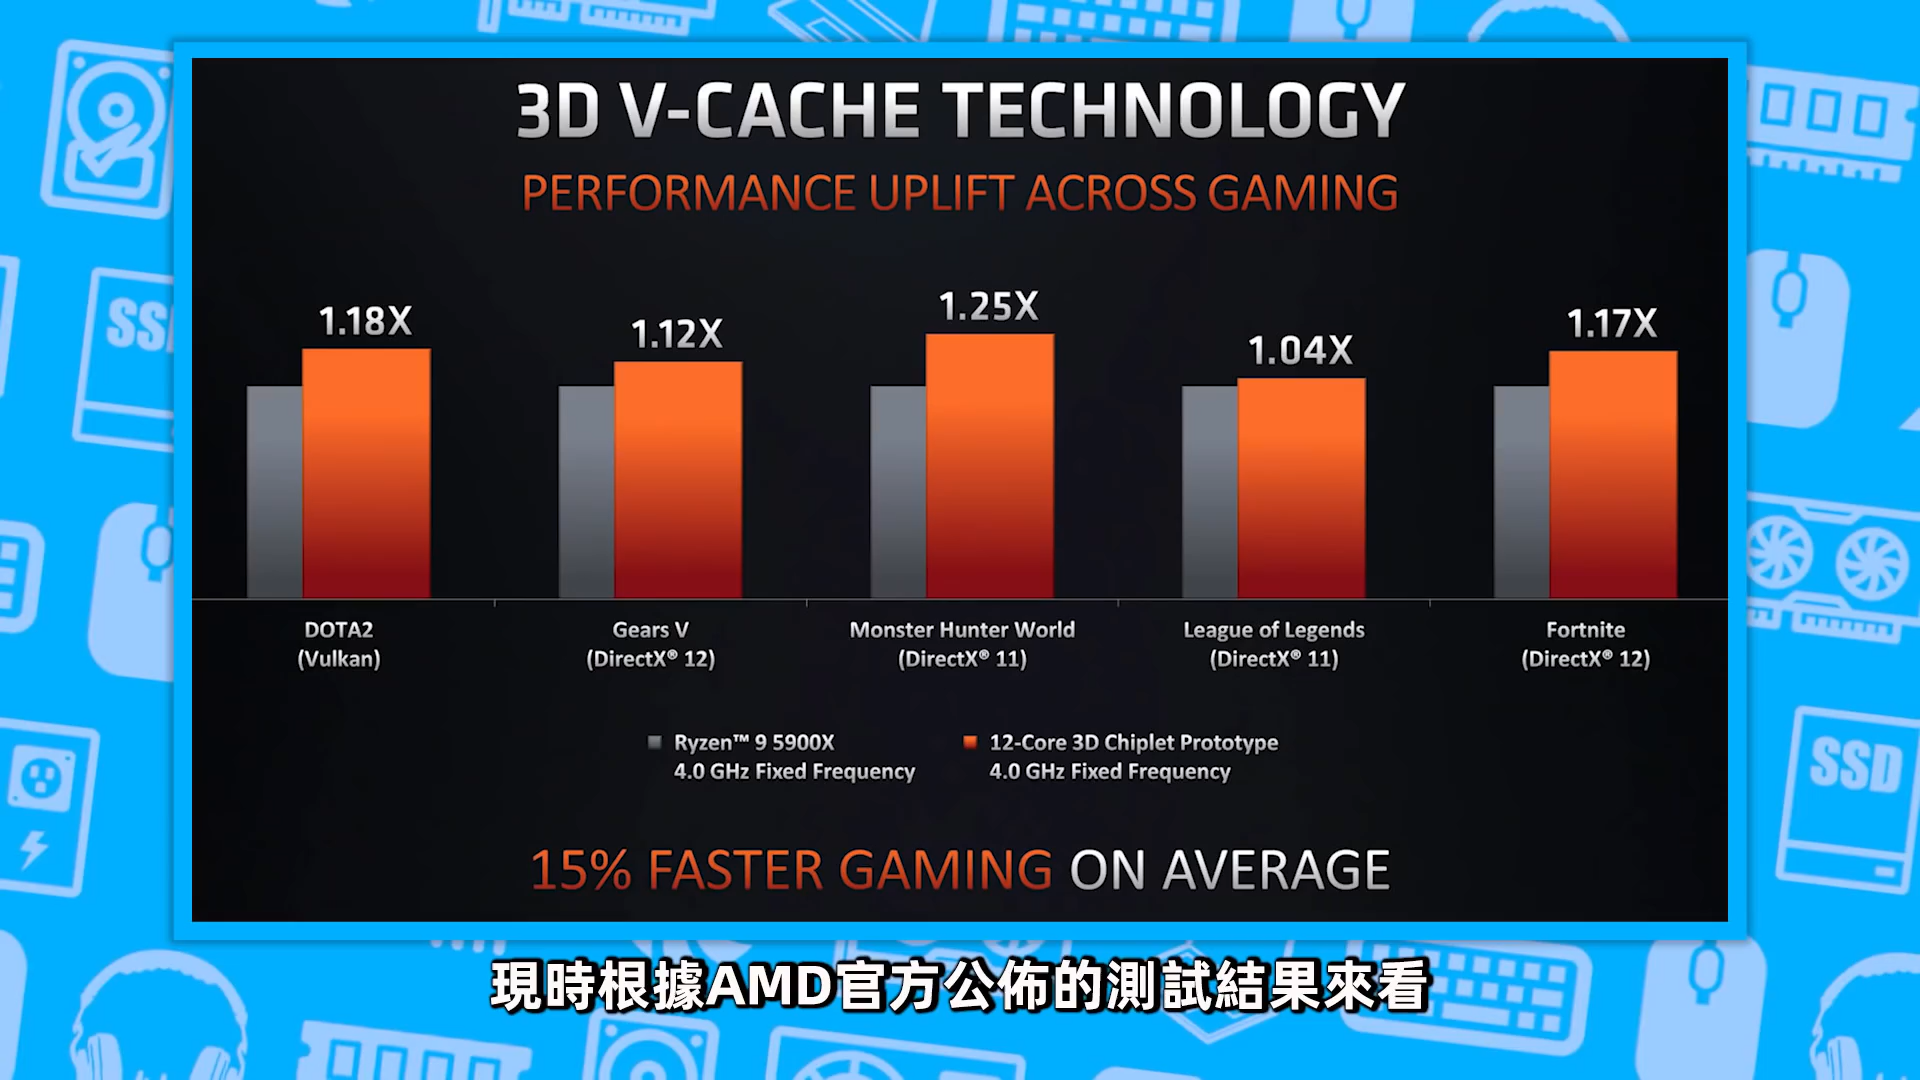 3D V-CACHE TECHNOLOGY
PERFORMANCE UPLIFT ACROSS GAMING
1.18X
1.12X
1.25X
1.04X
1.17X
DOTA2
(Vulkan)
Gears V
(DirectX® 12)
Monster Hunter World
(DirectX® 11)
League of Legends
(DirectX® 11)
Fortnite
(DirectX® 12)
Ryzen™ 9 5900X
4.0 GHz Fixed Frequency
12-Core 3D Chiplet Prototype
4.0 GHz Fixed Frequency
15% FASTER GAMING ON AVERAGE
SSD
現時根據AMD官方公佈的測試結果來看